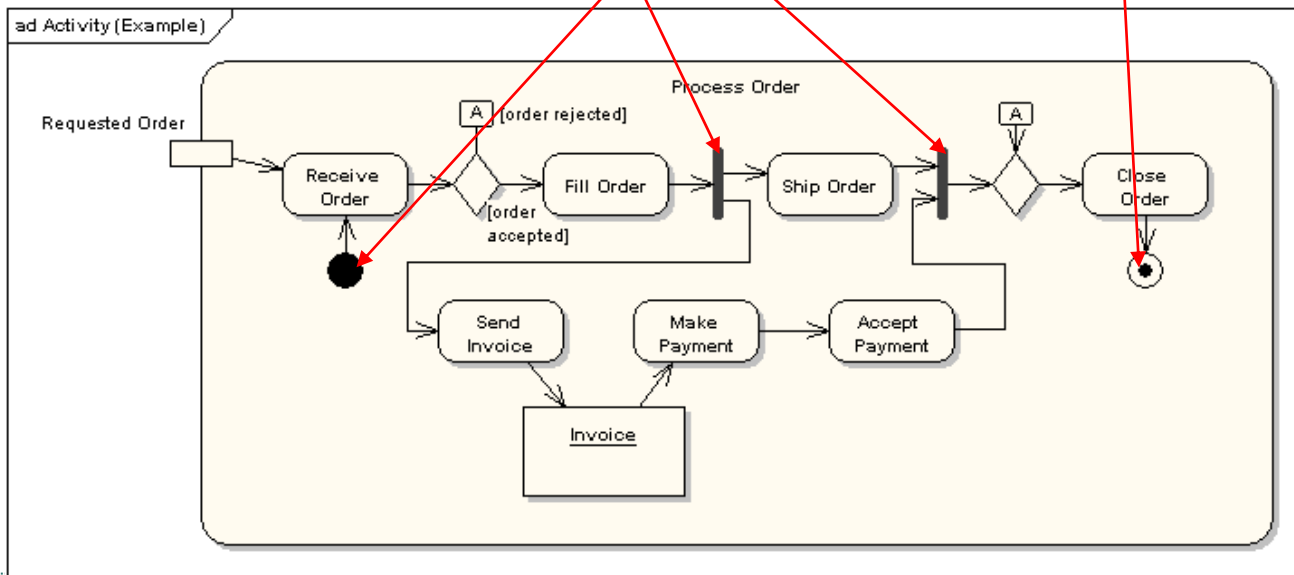 ad Activity (Example)
Process Order
Requested Order
A
[order rejected]
A
Receive
Order
Fill Order
Ship Order
Close
Order
[order
accepted]
Send
Invoice
Make
Payment
Accept
Payment
Invoice